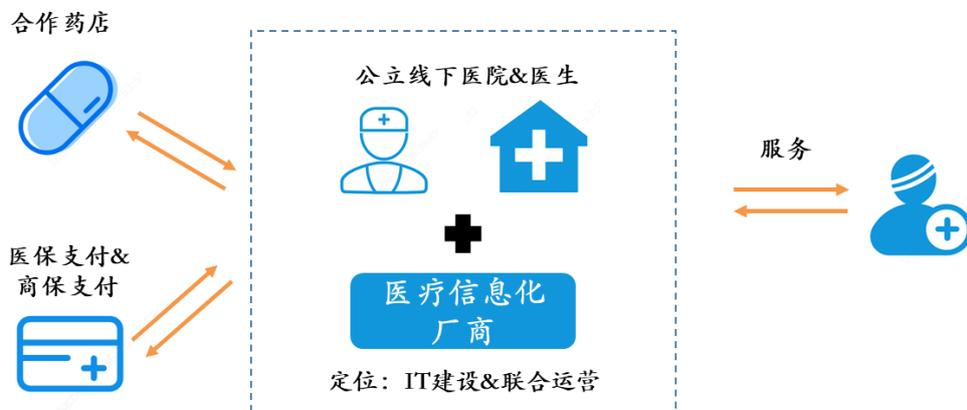 合作药店
公立线下医院&医生
服务
医保支付&
商保支付
医疗信息化
厂商
定位：IT建设&联合运营